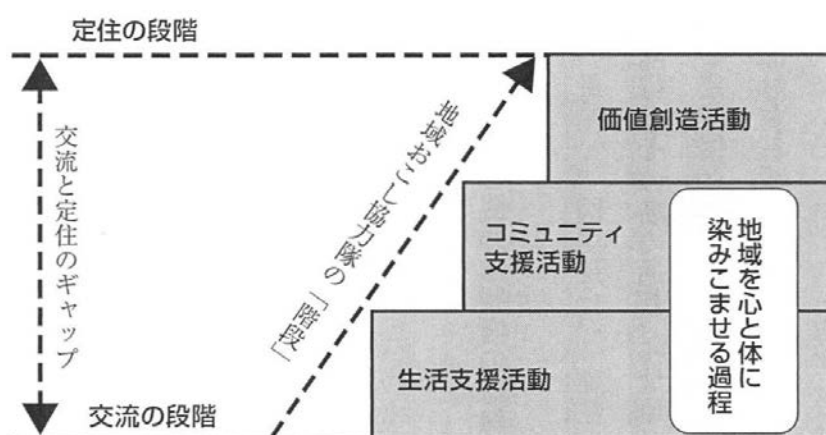 定住の段階
交流と定住のギャップ
地域おこし協力隊の「階段」
価値創造活動
コミュニティ
支援活動
生活支援活動
地域を心と体に
染みこませる過程
交流の段階